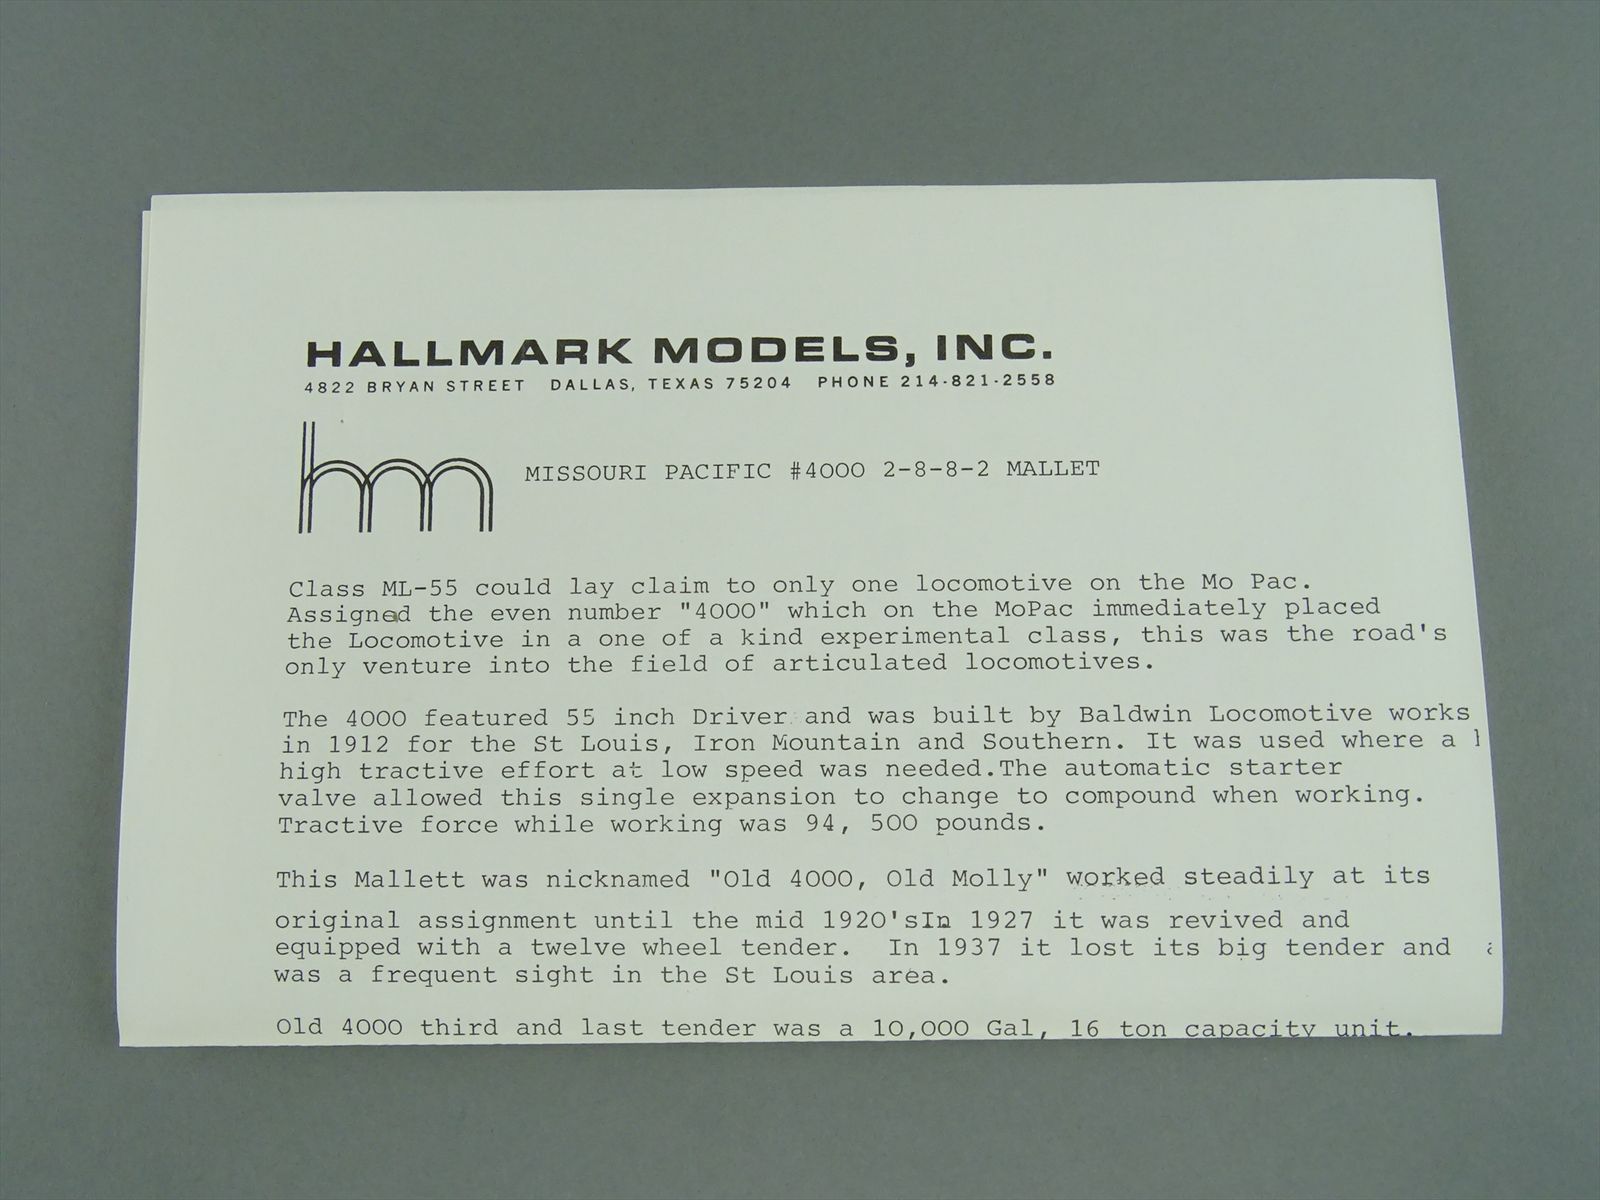 HALLMARK MODELS, INC.
4822 BRYAN STREET DALLAS, TEXAS 75204 PHONE 214-821-2558
hm
MISSOURI PACIFIC #4000 2-8-8-2 MALLET
Class ML-55 could lay claim to only one locomotive on the Mo Pac.
Assigned the even number "4000" which on the MoPac immediately placed
the Locomotive in a one of a kind experimental class, this was the road's
only venture into the field of articulated locomotives.
The 4000 featured 55 inch Driver and was built by Baldwin Locomotive works
in 1912 for the St Louis, Iron Mountain and Southern. It was used where a
high tractive effort at low speed was needed.The automatic starter
valve allowed this single expansion to change to compound when working.
Tractive force while working was 94, 500 pounds.
This Mallett was nicknamed "Old 4000, Old Molly" worked steadily at its
original assignment until the mid 1920'sIn 1927 it was revived and
equipped with a twelve wheel tender. In 1937 it lost its big tender and
was a frequent sight in the St Louis area.
Old 4000 third and last tender was a 10,000 Gal, 16 ton capacity unit.